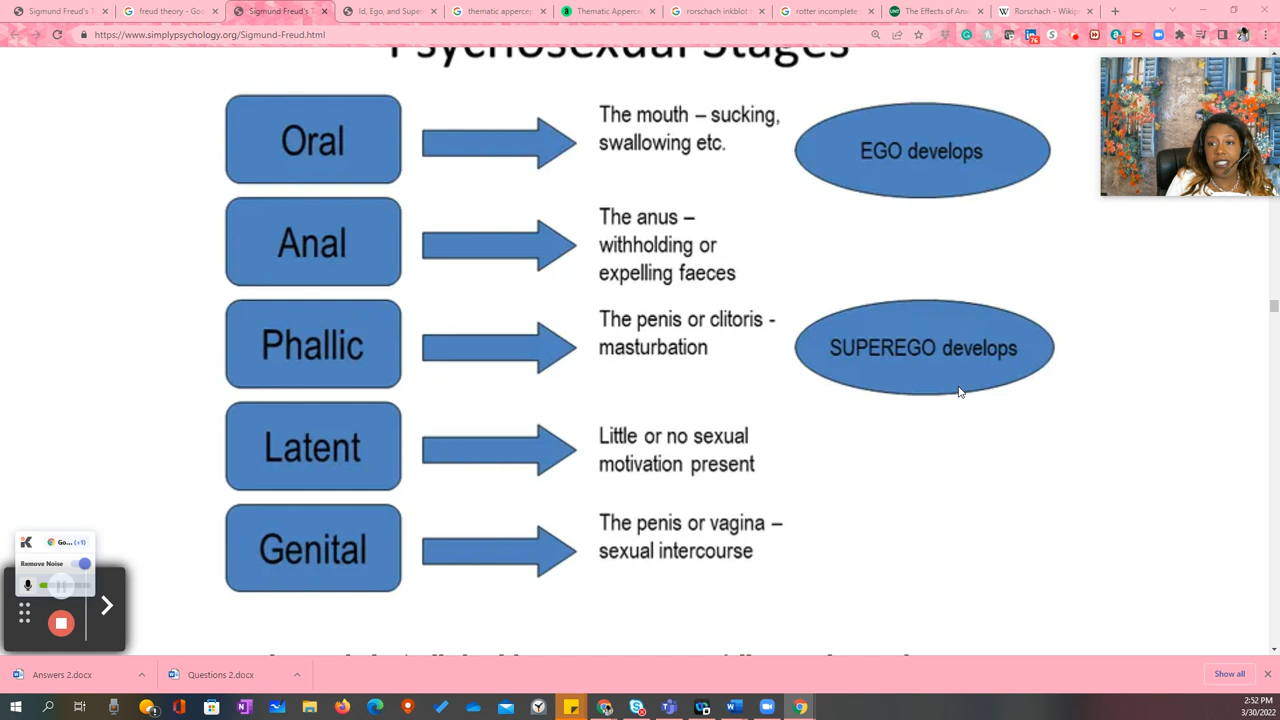 Sigmund Freud's T
freud theory - Goo
Sigmund Freud's T
Id, Ego, and Super
thematic appercep
Thematic Apperce
rorschach inkblot
rotter incomplete
The Effects of An
Rorschach - Wikip
https://www.simplypsychology.org/Sigmund-Freud.html
Psychosexual Stages
Oral
The mouth – sucking,
swallowing etc.
EGO develops
Anal
The anus –
withholding or
expelling faeces
Phallic
The penis or clitoris -
masturbation
SUPEREGO develops
Latent
Little or no sexual
motivation present
Genital
The penis or vagina –
sexual intercourse
Go... (+1)
Remove Noise
Answers 2.docx
Questions 2.docx
Show all
2:52 PM
3/30/2022